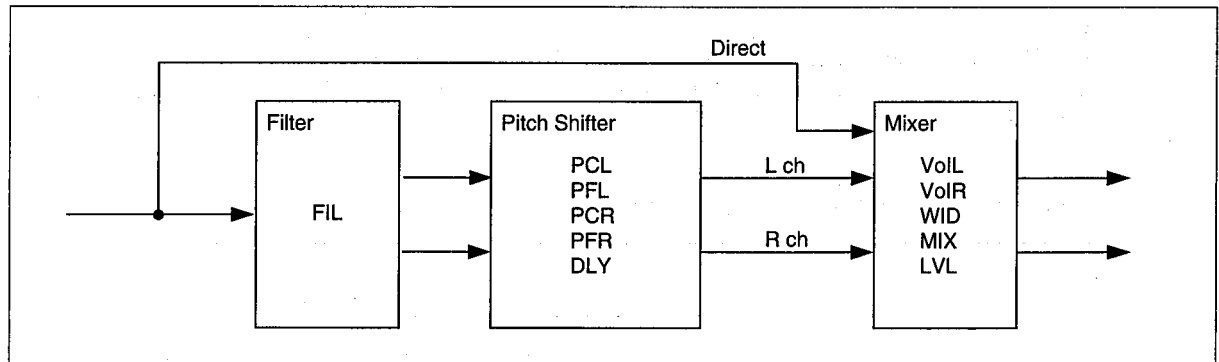 Direct
Filter
FIL
Pitch Shifter
PCL
PFL
PCR
PFR
DLY
L ch
R ch
Mixer
VolL
VolR
WID
MIX
LVL